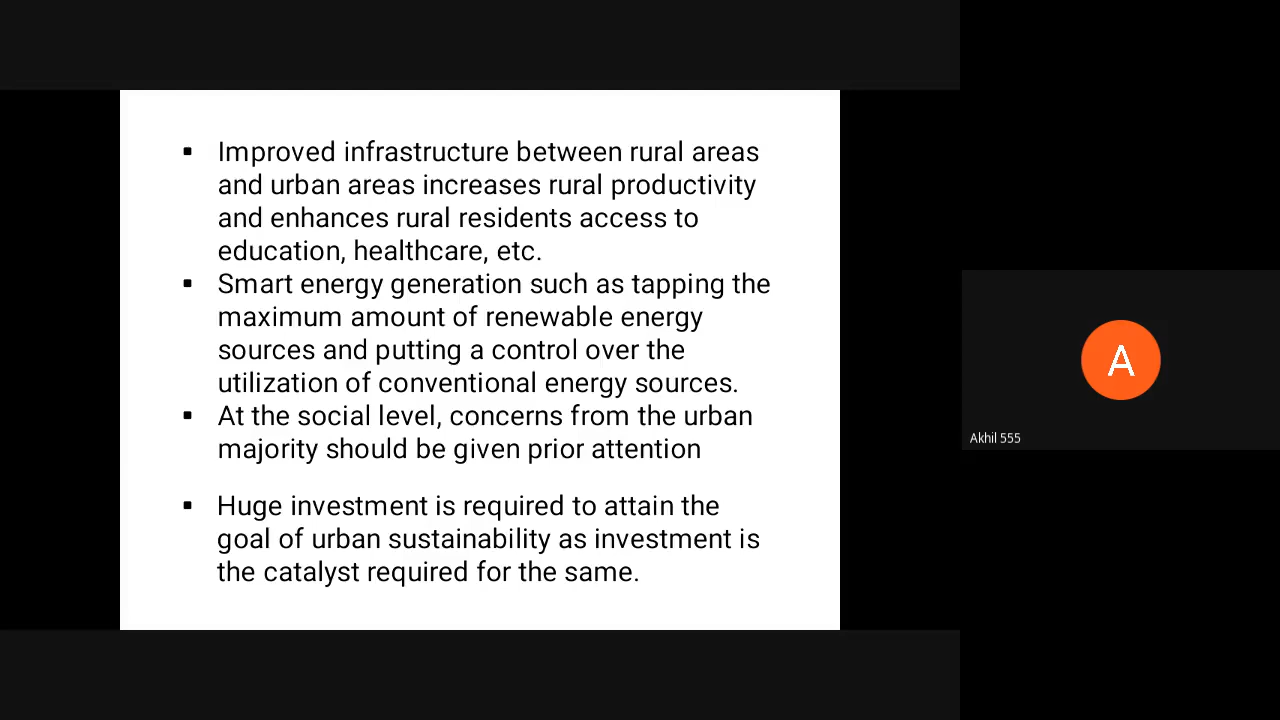 ▪ Improved infrastructure between rural areas
and urban areas increases rural productivity
and enhances rural residents access to
education, healthcare, etc.
▪ Smart energy generation such as tapping the
maximum amount of renewable energy
sources and putting a control over the
utilization of conventional energy sources.
▪ At the social level, concerns from the urban
majority should be given prior attention
▪ Huge investment is required to attain the
goal of urban sustainability as investment is
the catalyst required for the same.
A
Akhil 555